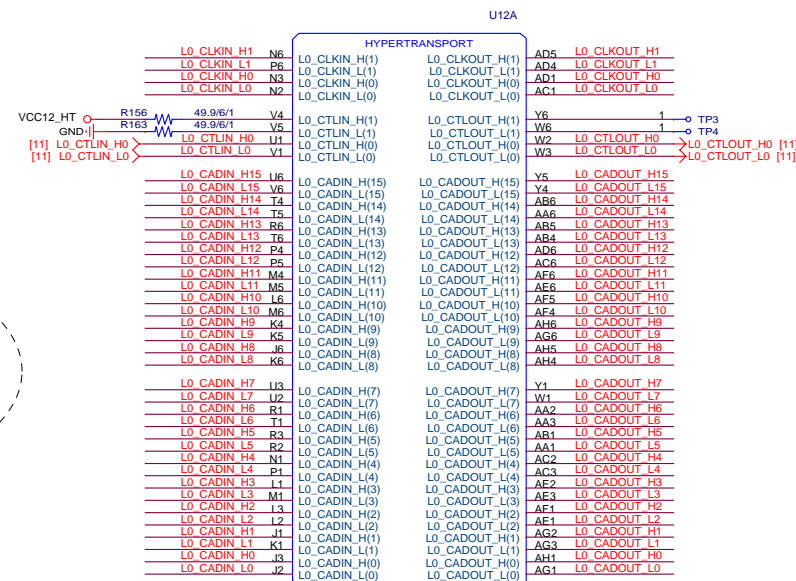 U12A
HYPERTRANSPORT
L0_CLKIN_H1 N6 L0_CLKIN_H(1) L0_CLKOUT_H(1) AD5 L0_CLKOUT_H1
L0_CLKIN_L1 P6 L0_CLKIN_L(1) L0_CLKOUT_L(1) AD4 L0_CLKOUT_L1
L0_CLKIN_H0 N3 L0_CLKIN_H(0) L0_CLKOUT_H(0) AD1 L0_CLKOUT_H0
L0_CLKIN_L0 N2 L0_CLKIN_L(0) L0_CLKOUT_L(0) AC1 L0_CLKOUT_L0
VCC12_HT R156 49.9/6/1 V4 L0_CTLIN_H(1) L0_CTLOUT_H(1) Y6 1 TP3
GND R163 49.9/6/1 V5 L0_CTLIN_L(1) L0_CTLOUT_L(1) W6 1 TP4
[11] L0_CTLIN_H0 L0_CTLIN_H0 U1 L0_CTLIN_H(0) L0_CTLOUT_H(0) W2 L0_CTLOUT_H0 L0_CTLOUT_H0 [11]
[11] L0_CTLIN_L0 L0_CTLIN_L0 V1 L0_CTLIN_L(0) L0_CTLOUT_L(0) W3 L0_CTLOUT_L0 L0_CTLOUT_L0 [11]
L0_CADIN_H15 U6 L0_CADIN_H(15) L0_CADOUT_H(15) Y5 L0_CADOUT_H15
L0_CADIN_L15 V6 L0_CADIN_L(15) L0_CADOUT_L(15) Y4 L0_CADOUT_L15
L0_CADIN_H14 T4 L0_CADIN_H(14) L0_CADOUT_H(14) AB6 L0_CADOUT_H14
L0_CADIN_L14 T5 L0_CADIN_L(14) L0_CADOUT_L(14) AA6 L0_CADOUT_L14
L0_CADIN_H13 R6 L0_CADIN_H(13) L0_CADOUT_H(13) AB5 L0_CADOUT_H13
L0_CADIN_L13 T6 L0_CADIN_L(13) L0_CADOUT_L(13) AB4 L0_CADOUT_L13
L0_CADIN_H12 P4 L0_CADIN_H(12) L0_CADOUT_H(12) AD6 L0_CADOUT_H12
L0_CADIN_L12 P5 L0_CADIN_L(12) L0_CADOUT_L(12) AC6 L0_CADOUT_L12
L0_CADIN_H11 M4 L0_CADIN_H(11) L0_CADOUT_H(11) AF6 L0_CADOUT_H11
L0_CADIN_L11 M5 L0_CADIN_L(11) L0_CADOUT_L(11) AE6 L0_CADOUT_L11
L0_CADIN_H10 L6 L0_CADIN_H(10) L0_CADOUT_H(10) AF5 L0_CADOUT_H10
L0_CADIN_L10 M6 L0_CADIN_L(10) L0_CADOUT_L(10) AF4 L0_CADOUT_L10
L0_CADIN_H9 K4 L0_CADIN_H(9) L0_CADOUT_H(9) AH6 L0_CADOUT_H9
L0_CADIN_L9 K5 L0_CADIN_L(9) L0_CADOUT_L(9) AG6 L0_CADOUT_L9
L0_CADIN_H8 J6 L0_CADIN_H(8) L0_CADOUT_H(8) AH5 L0_CADOUT_H8
L0_CADIN_L8 K6 L0_CADIN_L(8) L0_CADOUT_L(8) AH4 L0_CADOUT_L8
L0_CADIN_H7 U3 L0_CADIN_H(7) L0_CADOUT_H(7) Y1 L0_CADOUT_H7
L0_CADIN_L7 U2 L0_CADIN_L(7) L0_CADOUT_L(7) W1 L0_CADOUT_L7
L0_CADIN_H6 R1 L0_CADIN_H(6) L0_CADOUT_H(6) AA2 L0_CADOUT_H6
L0_CADIN_L6 T1 L0_CADIN_L(6) L0_CADOUT_L(6) AA3 L0_CADOUT_L6
L0_CADIN_H5 R3 L0_CADIN_H(5) L0_CADOUT_H(5) AB1 L0_CADOUT_H5
L0_CADIN_L5 R2 L0_CADIN_L(5) L0_CADOUT_L(5) AA1 L0_CADOUT_L5
L0_CADIN_H4 N1 L0_CADIN_H(4) L0_CADOUT_H(4) AC2 L0_CADOUT_H4
L0_CADIN_L4 P1 L0_CADIN_L(4) L0_CADOUT_L(4) AC3 L0_CADOUT_L4
L0_CADIN_H3 L1 L0_CADIN_H(3) L0_CADOUT_H(3) AE2 L0_CADOUT_H3
L0_CADIN_L3 M1 L0_CADIN_L(3) L0_CADOUT_L(3) AE3 L0_CADOUT_L3
L0_CADIN_H2 L3 L0_CADIN_H(2) L0_CADOUT_H(2) AF1 L0_CADOUT_H2
L0_CADIN_L2 L2 L0_CADIN_L(2) L0_CADOUT_L(2) AE1 L0_CADOUT_L2
L0_CADIN_H1 J1 L0_CADIN_H(1) L0_CADOUT_H(1) AG2 L0_CADOUT_H1
L0_CADIN_L1 K1 L0_CADIN_L(1) L0_CADOUT_L(1) AG3 L0_CADOUT_L1
L0_CADIN_H0 J3 L0_CADIN_H(0) L0_CADOUT_H(0) AH1 L0_CADOUT_H0
L0_CADIN_L0 J2 L0_CADIN_L(0) L0_CADOUT_L(0) AG1 L0_CADOUT_L0